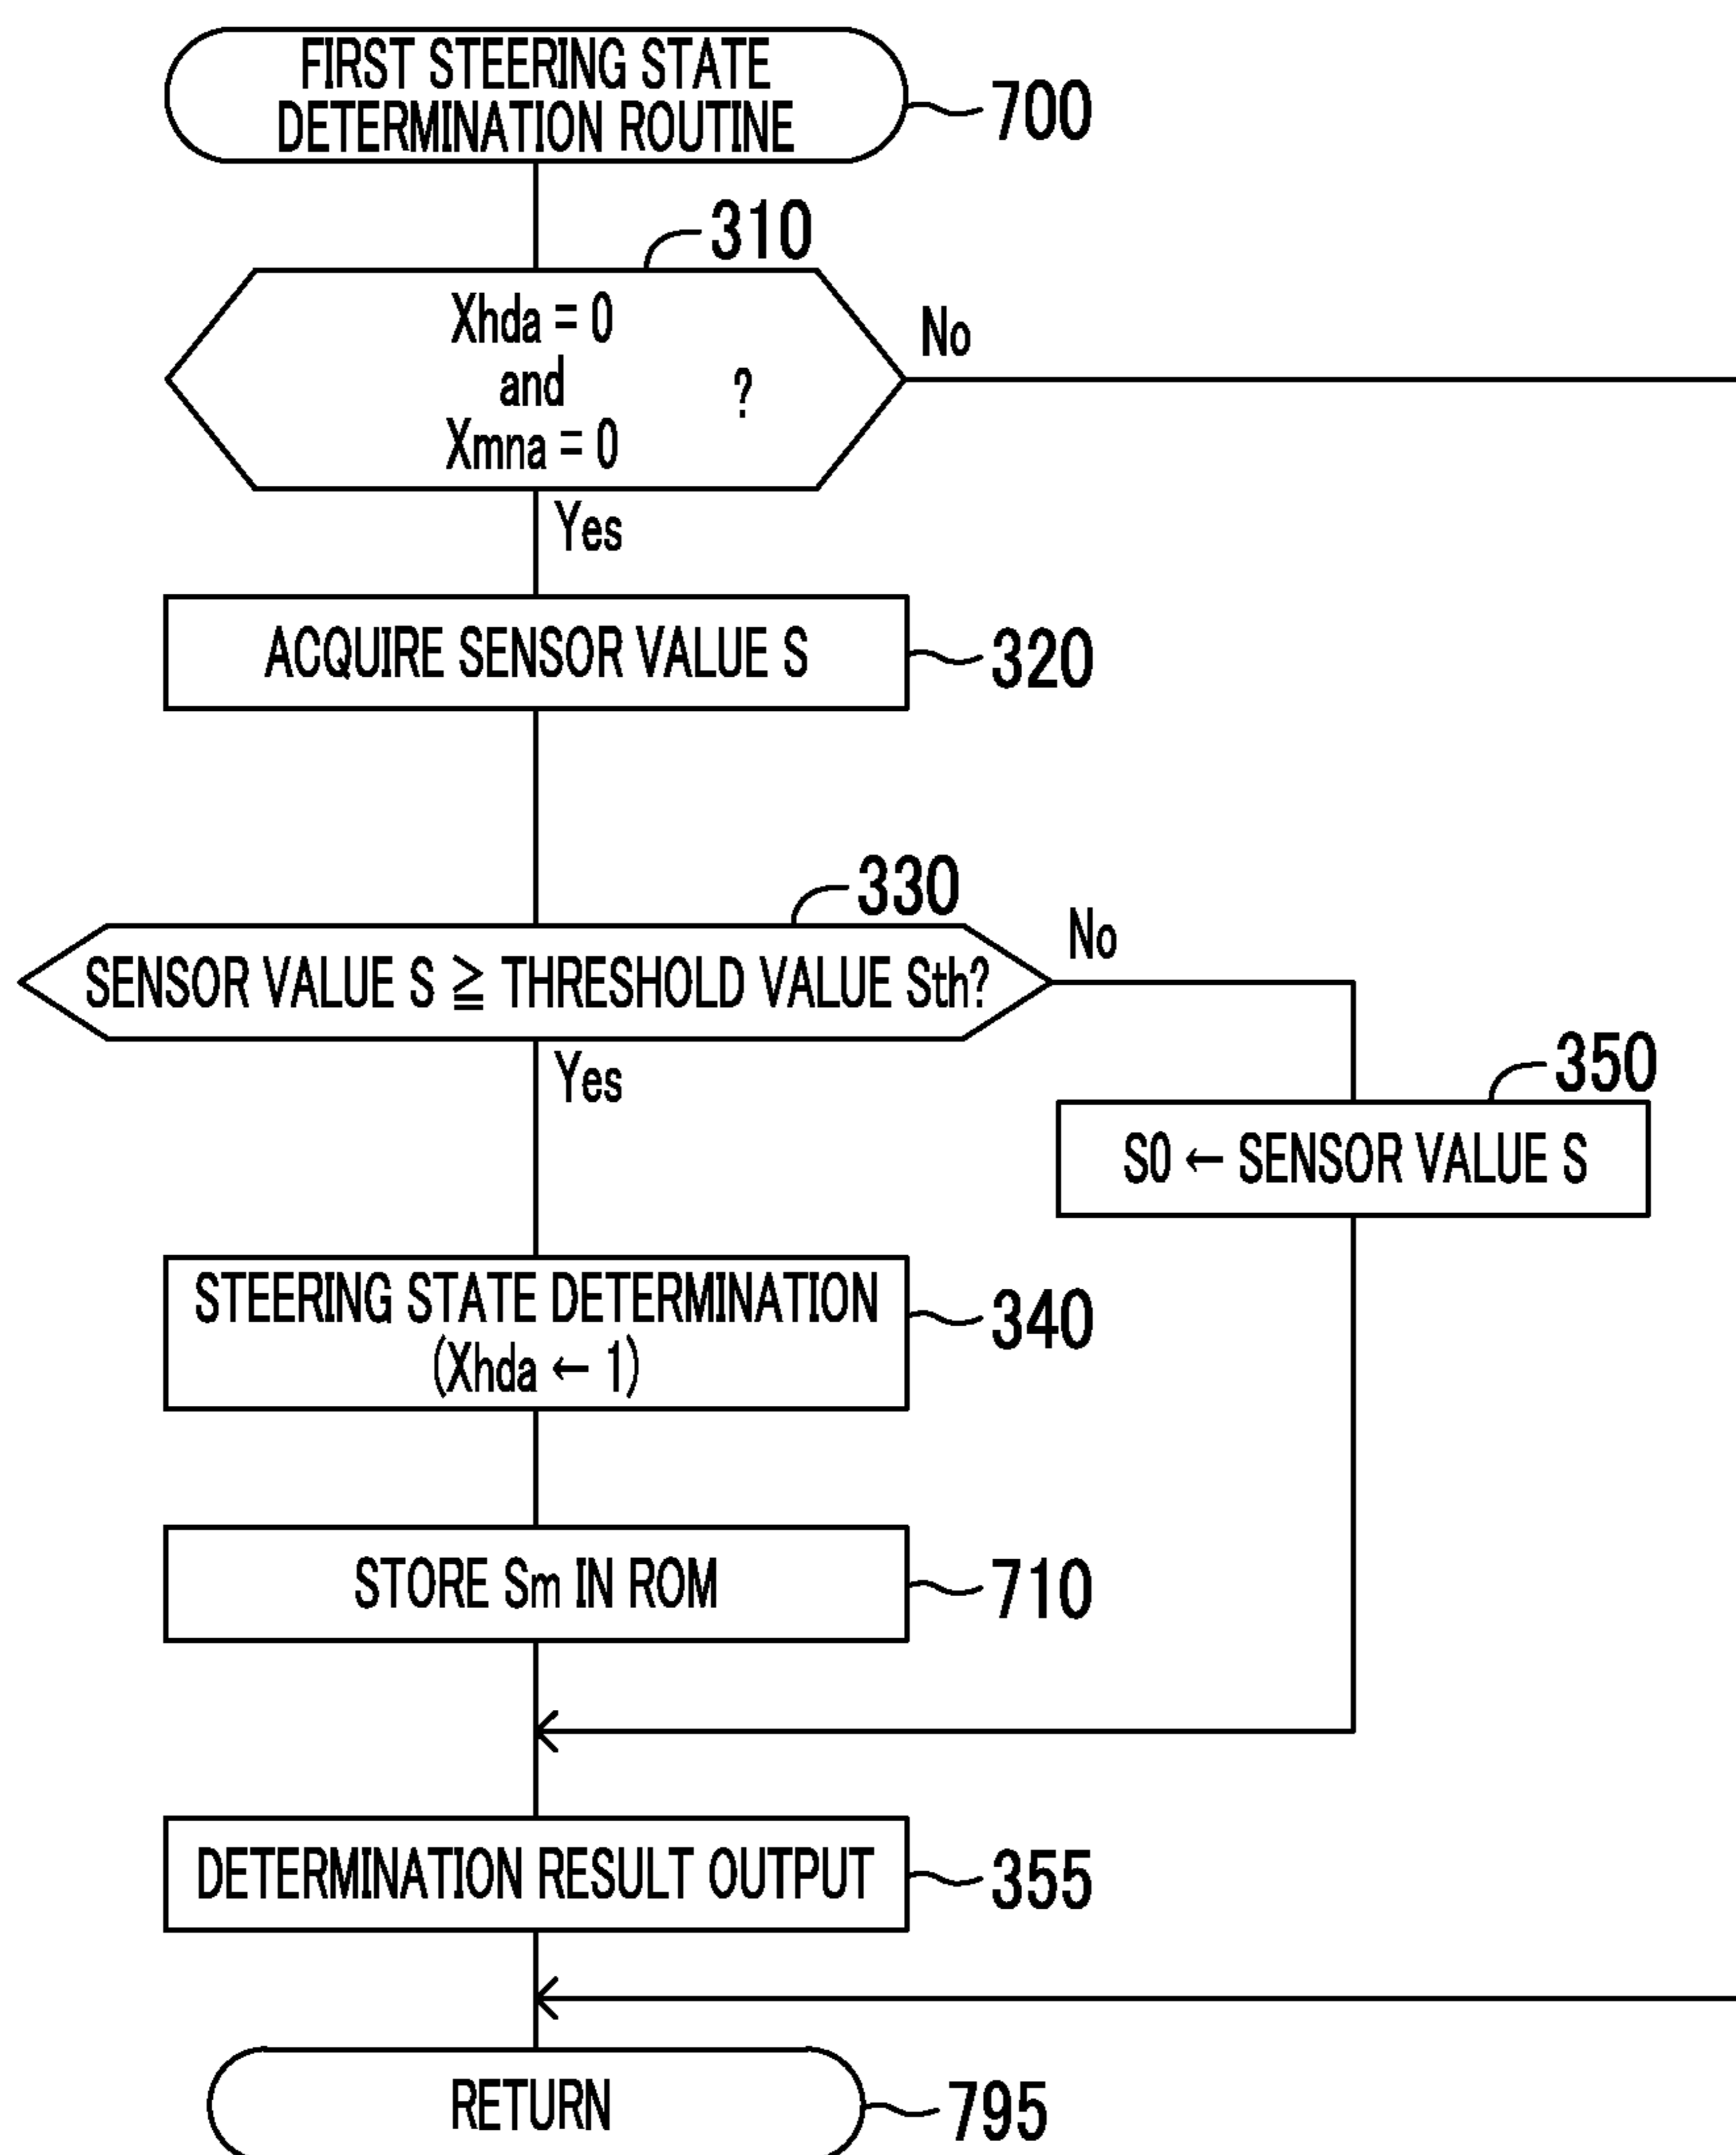 FIRST STEERING STATE
DETERMINATION ROUTINE
700
310
Xhda = 0
and
?
Xmna = 0
No
Yes
ACQUIRE SENSOR VALUE S
320
330
SENSOR VALUE S ≧ THRESHOLD VALUE Sth?
No
Yes
350
S0 ← SENSOR VALUE S
STEERING STATE DETERMINATION
(Xhda ← 1)
340
STORE Sm IN ROM
710
DETERMINATION RESULT OUTPUT
355
RETURN
795